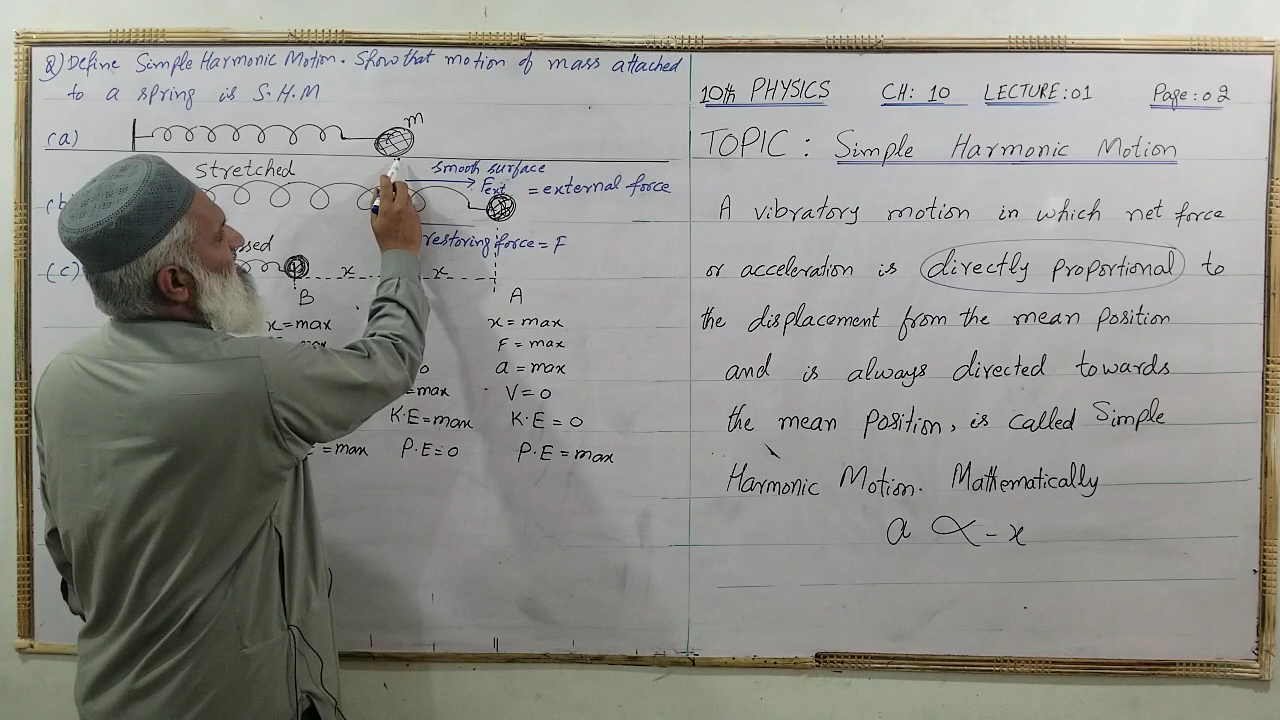 Q) Define Simple Harmonic Motion. Show that motion of mass attached
to a spring is S.H.M
(a)
m
stretched
smooth surface
Fext = external force
(b)
restoring force = F
(c)
x
x
B
A
x = max
x = max
F = max
a = max
V = 0
K.E = max
K.E = 0
= max
P.E = 0
P.E = max
10th PHYSICS CH: 10 LECTURE: 01 Page: 02
TOPIC: Simple Harmonic Motion
A vibratory motion in which net force
or acceleration is directly proportional to
the displacement from the mean position
and is always directed towards
the mean position, is called Simple
Harmonic Motion. Mathematically
a ∝ - x